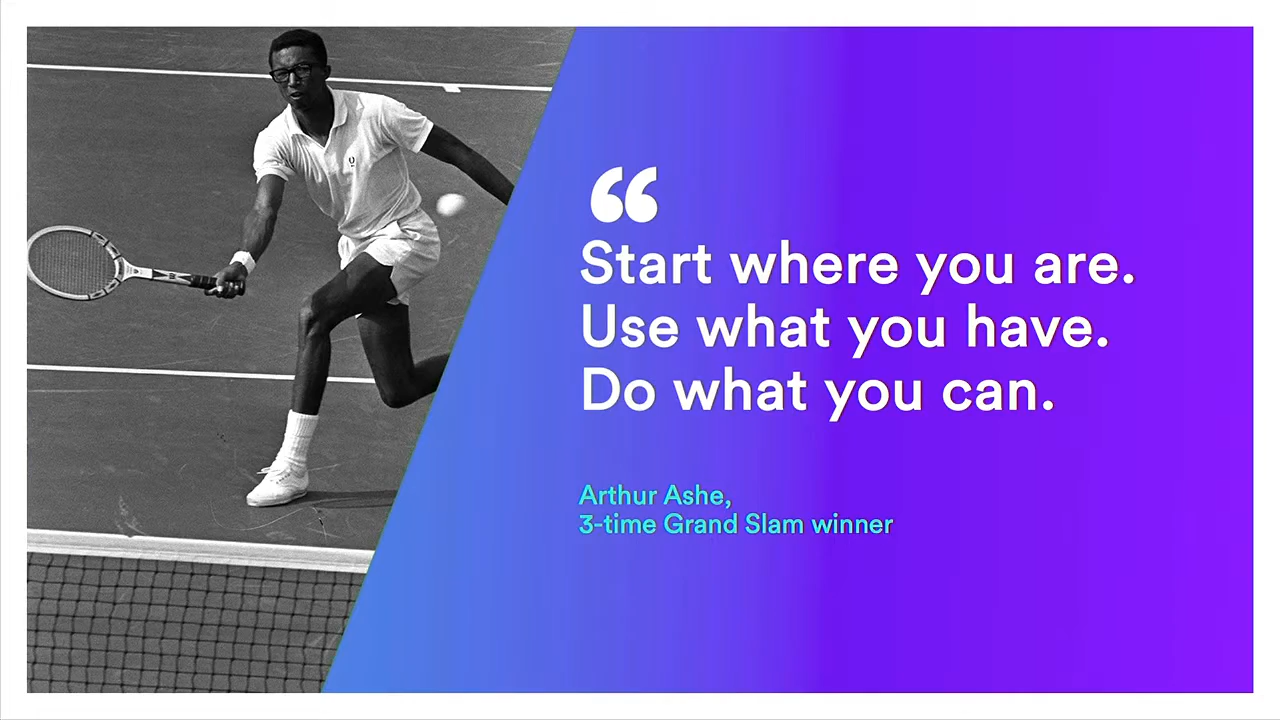 “
Start where you are.
Use what you have.
Do what you can.
Arthur Ashe,
3-time Grand Slam winner